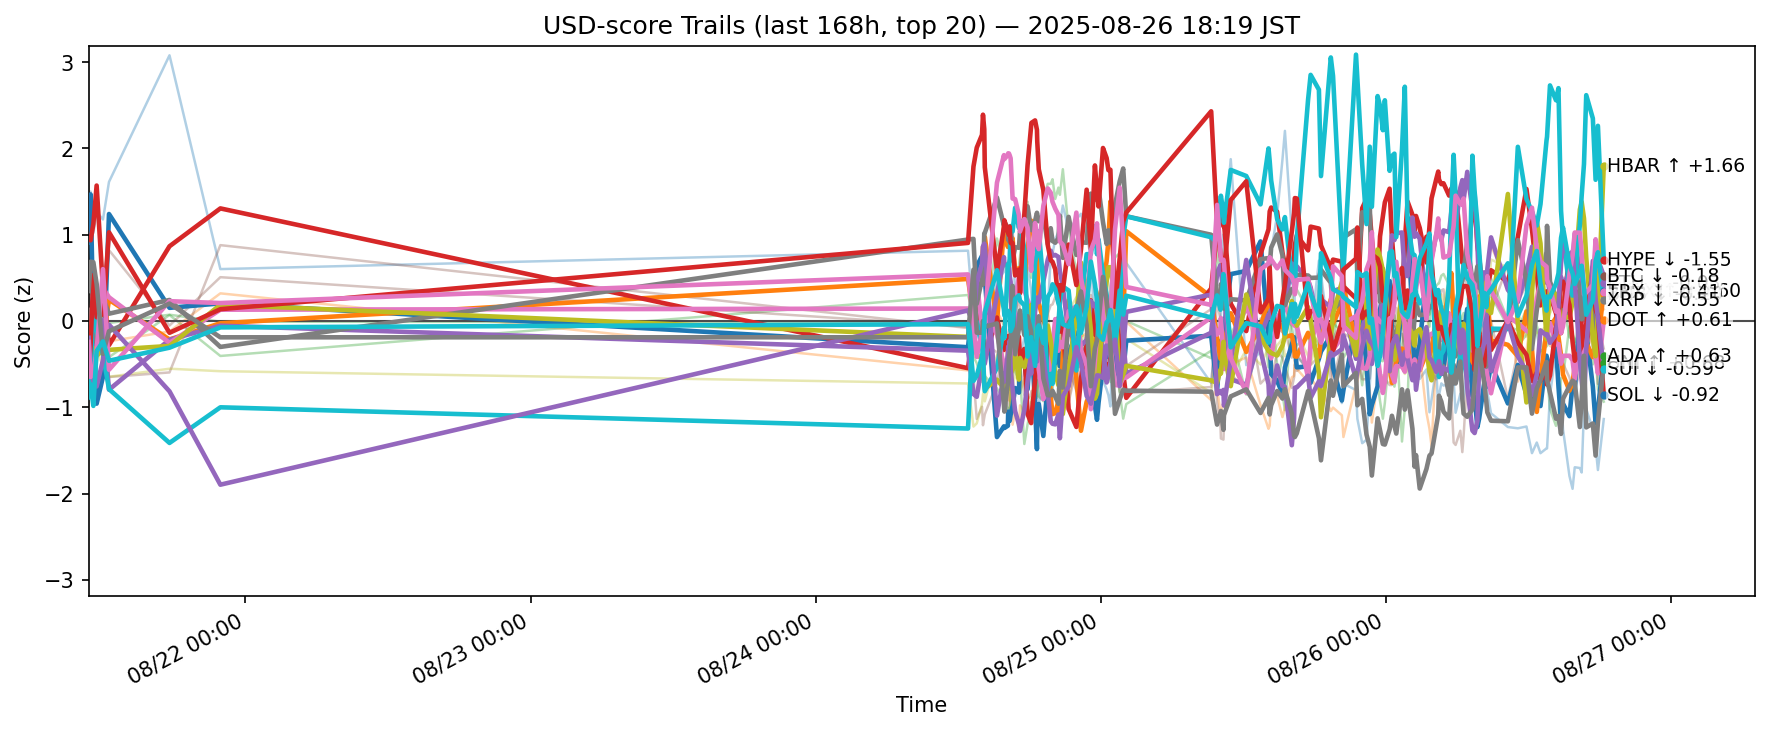 USD-score Trails (last 168h, top 20) — 2025-08-26 18:19 JST
3
2
1
0
−1
−2
−3
Score (z)
HBAR ↑ +1.66
HYPE ↓ -1.55
BTC ↓ -0.18
XRP ↓ -0.55
DOT ↑ +0.61
ADA ↑ +0.63
SUI ↓ -0.59
SOL ↓ -0.92
08/22 00:00
08/23 00:00
08/24 00:00
08/25 00:00
08/26 00:00
08/27 00:00
Time